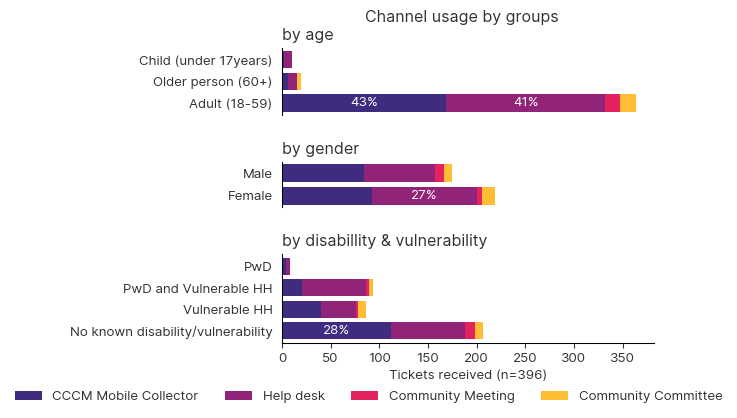 Channel usage by groups
by age
Child (under 17years)
Older person (60+)
Adult (18-59)
43%
41%
by gender
Male
Female
27%
by disabillity & vulnerability
PwD
PwD and Vulnerable HH
Vulnerable HH
No known disability/vulnerability
28%
0 50 100 150 200 250 300 350
Tickets received (n=396)
CCCM Mobile Collector Help desk Community Meeting Community Committee